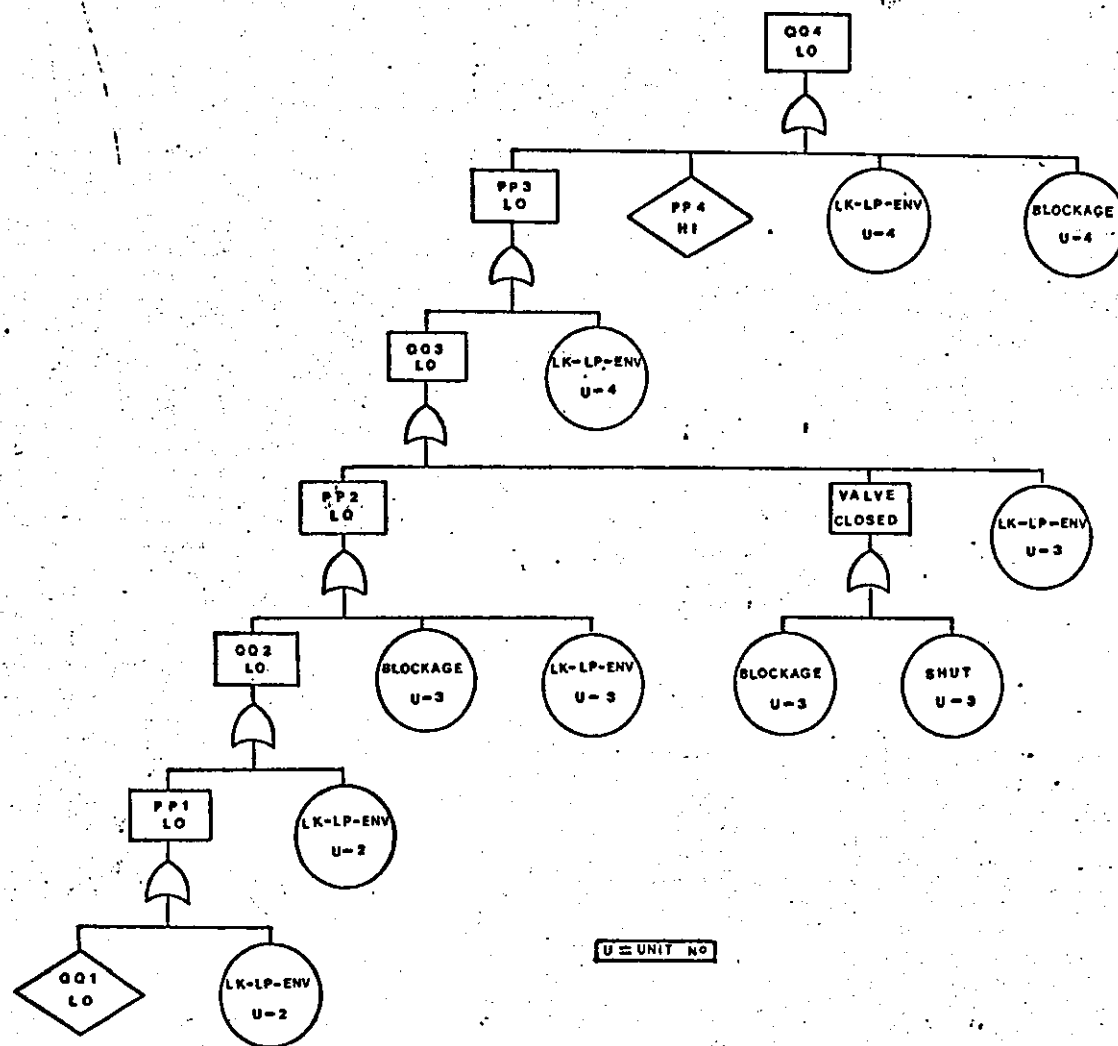 QQ4
LO
PP3
LO
PP4
HI
LK-LP-ENV
U-4
BLOCKAGE
U-4
QQ3
LO
LK-LP-ENV
U-4
PP2
LO
VALVE
CLOSED
LK-LP-ENV
U-3
QQ2
LO
BLOCKAGE
U-3
LK-LP-ENV
U-3
BLOCKAGE
U-3
SHUT
U-3
PP1
LO
LK-LP-ENV
U-2
QQ1
LO
LK-LP-ENV
U-2
U = UNIT NO